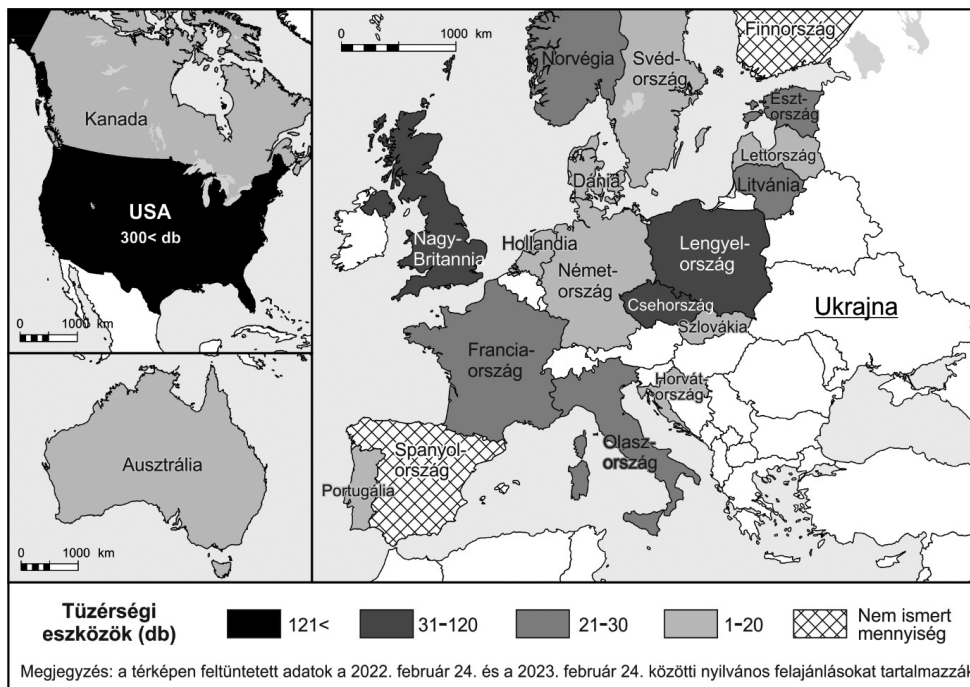 0 1000 km
Kanada
USA
300< db
0 1000 km
Ausztrália
0 1000 km
0 1000 km
Finnország
Norvégia
Svéd-
ország
Észt-
ország
Lettország
Litvánia
Dánia
Nagy-
Britannia
Hollandia
Német-
ország
Lengyel-
ország
Csehország
Szlovákia
Ukrajna
Francia-
ország
Horvát-
ország
Olasz-
ország
Spanyol-
ország
Portugália
Tüzérségi
eszközök (db)
121<
31-120
21-30
1-20
Nem ismert
mennyiség
Megjegyzés: a térképen feltüntetett adatok a 2022. február 24. és a 2023. február 24. közötti nyilvános felajánlásokat tartalmazzák